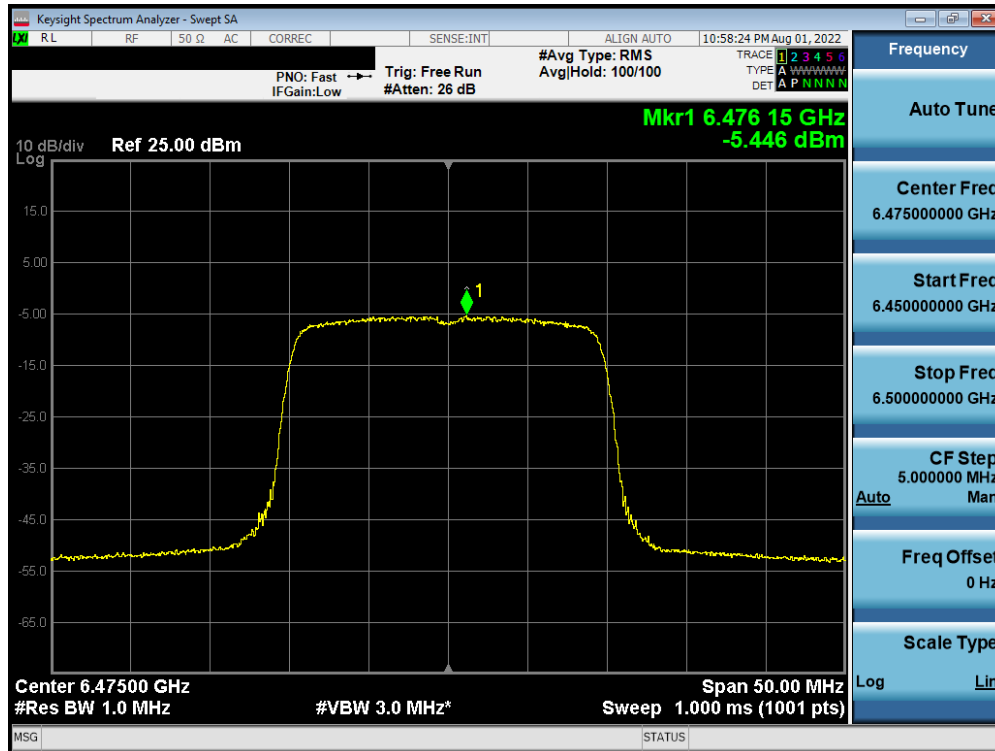 Keysight Spectrum Analyzer - Swept SA
LXI RL RF 50 Ω AC CORREC SENSE:INT ALIGN AUTO 10:58:24 PM Aug 01, 2022
PNO: Fast
IFGain:Low
Trig: Free Run
#Atten: 26 dB
#Avg Type: RMS
Avg|Hold: 100/100
TRACE 1 2 3 4 5 6
TYPE A WWWWW
DET A P N N N N
Mkr1 6.476 15 GHz
-5.446 dBm
10 dB/div Ref 25.00 dBm
Log
15.0
5.00
1
-5.00
-15.0
-25.0
-35.0
-45.0
-55.0
-65.0
Center 6.47500 GHz Span 50.00 MHz
#Res BW 1.0 MHz #VBW 3.0 MHz* Sweep 1.000 ms (1001 pts)
MSG STATUS
Frequency
Auto Tune
Center Freq
6.475000000 GHz
Start Freq
6.450000000 GHz
Stop Freq
6.500000000 GHz
CF Step
5.000000 MHz
Auto Man
Freq Offset
0 Hz
Scale Type
Log Lin